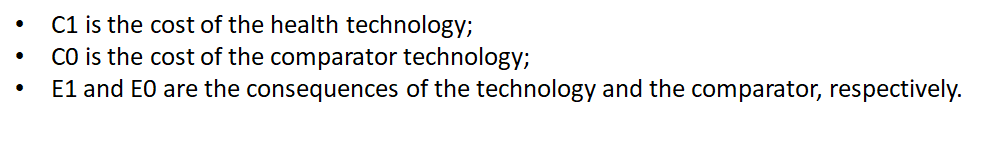 • C1 is the cost of the health technology;
• C0 is the cost of the comparator technology;
• E1 and E0 are the consequences of the technology and the comparator, respectively.